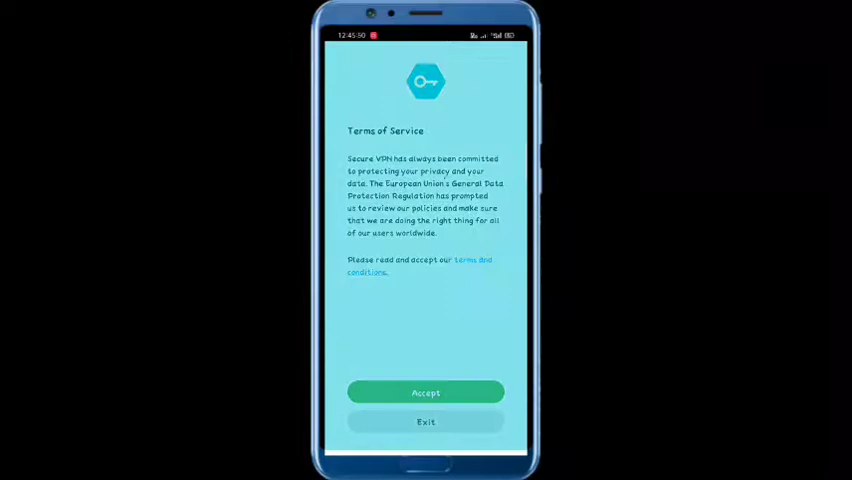 12:45:50
Terms of Service
Secure VPN has always been committed
to protecting your privacy and your
data. The European Union's General Data
Protection Regulation has prompted
us to review our policies and make sure
that we are doing the right thing for all
of our users worldwide.
Please read and accept our terms and
conditions.
Accept
Exit